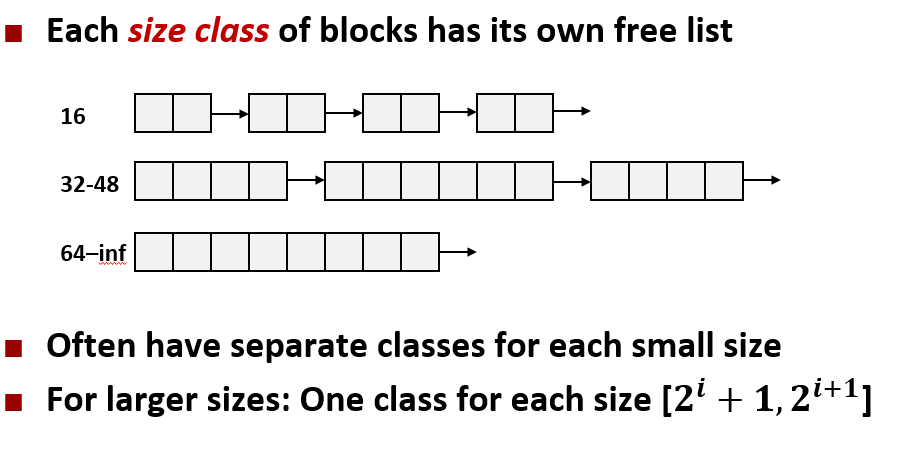 Each size class of blocks has its own free list
16
32-48
64–inf
Often have separate classes for each small size
For larger sizes: One class for each size [2^i + 1, 2^{i+1}]